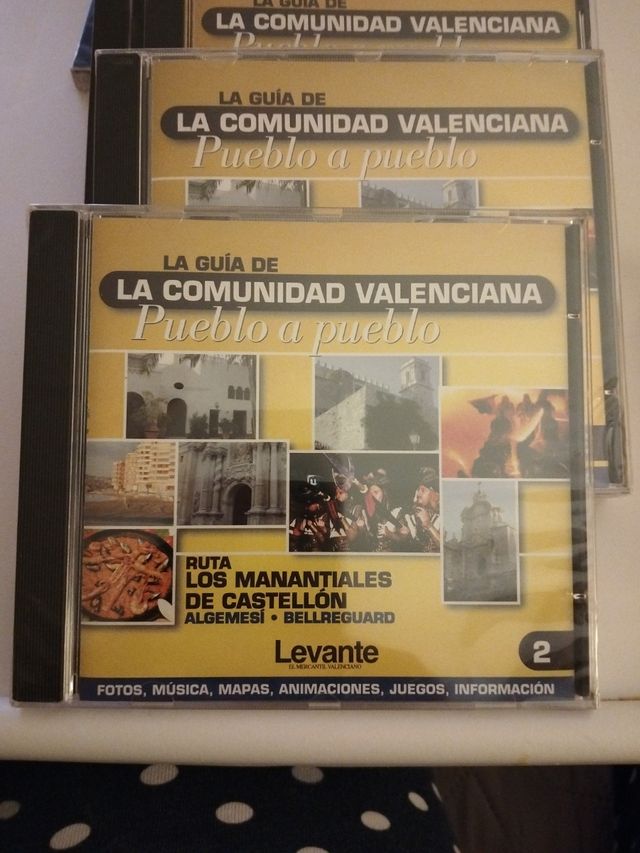 LA GUÍA DE
LA COMUNIDAD VALENCIANA
Pueblo a pueblo
LA GUÍA DE
LA COMUNIDAD VALENCIANA
Pueblo a pueblo
LA GUÍA DE
LA COMUNIDAD VALENCIANA
Pueblo a pueblo
RUTA
LOS MANANTIALES
DE CASTELLÓN
ALGEMESÍ • BELLREGUARD
Levante
EL MERCANTIL VALENCIANO
2
FOTOS, MÚSICA, MAPAS, ANIMACIONES, JUEGOS, INFORMACIÓN